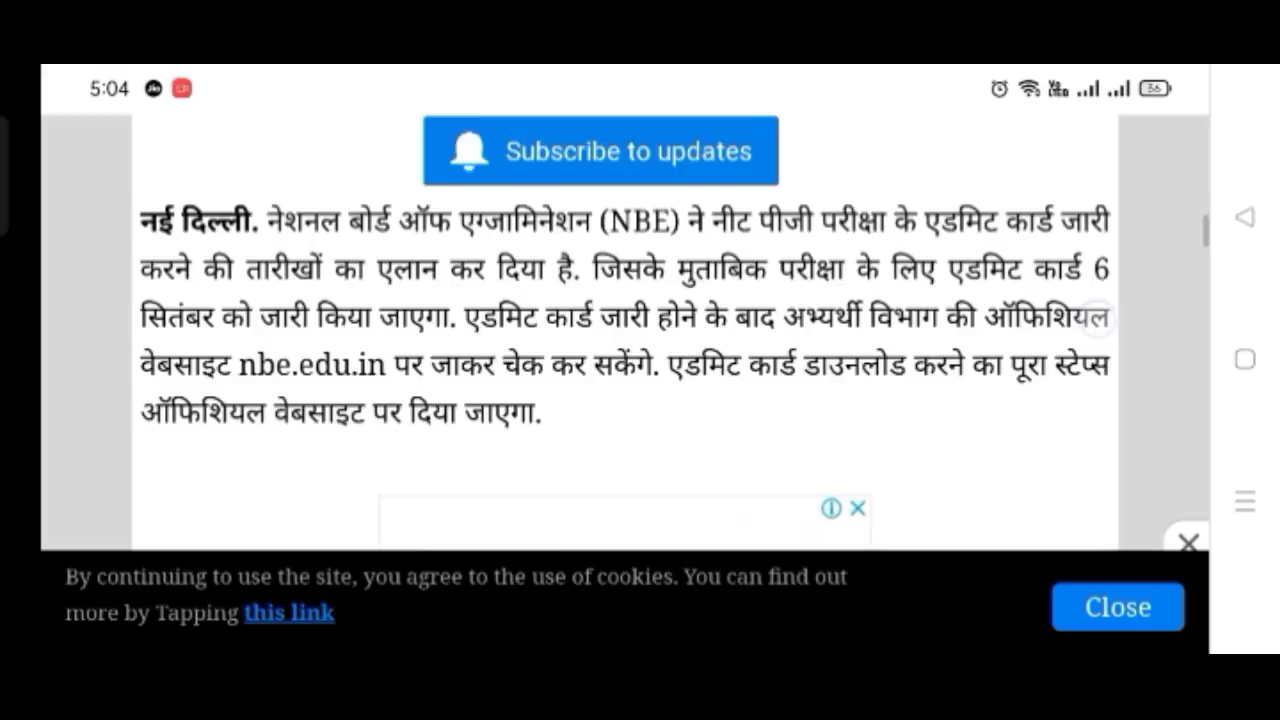 5:04
36
Subscribe to updates
नई दिल्ली. नेशनल बोर्ड ऑफ एग्जामिनेशन (NBE) ने नीट पीजी परीक्षा के एडमिट कार्ड जारी
करने की तारीखों का एलान कर दिया है. जिसके मुताबिक परीक्षा के लिए एडमिट कार्ड 6
सितंबर को जारी किया जाएगा. एडमिट कार्ड जारी होने के बाद अभ्यर्थी विभाग की ऑफिशियल
वेबसाइट nbe.edu.in पर जाकर चेक कर सकेंगे. एडमिट कार्ड डाउनलोड करने का पूरा स्टेप्स
ऑफिशियल वेबसाइट पर दिया जाएगा.
By continuing to use the site, you agree to the use of cookies. You can find out
more by Tapping this link
Close